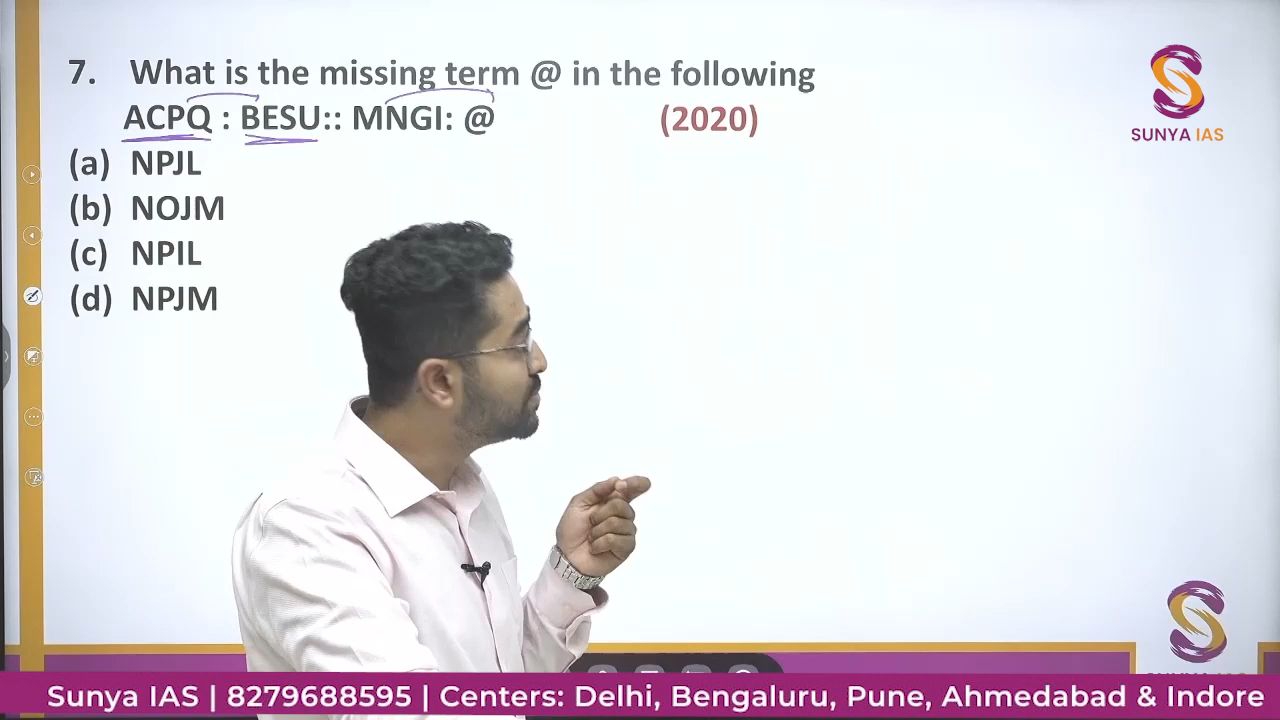 7. What is the missing term @ in the following
ACPQ : BESU:: MNGI: @ (2020)
(a) NPJL
(b) NOJM
(c) NPIL
(d) NPJM
SUNYA IAS
Sunya IAS | 8279688595 | Centers: Delhi, Bengaluru, Pune, Ahmedabad & Indore